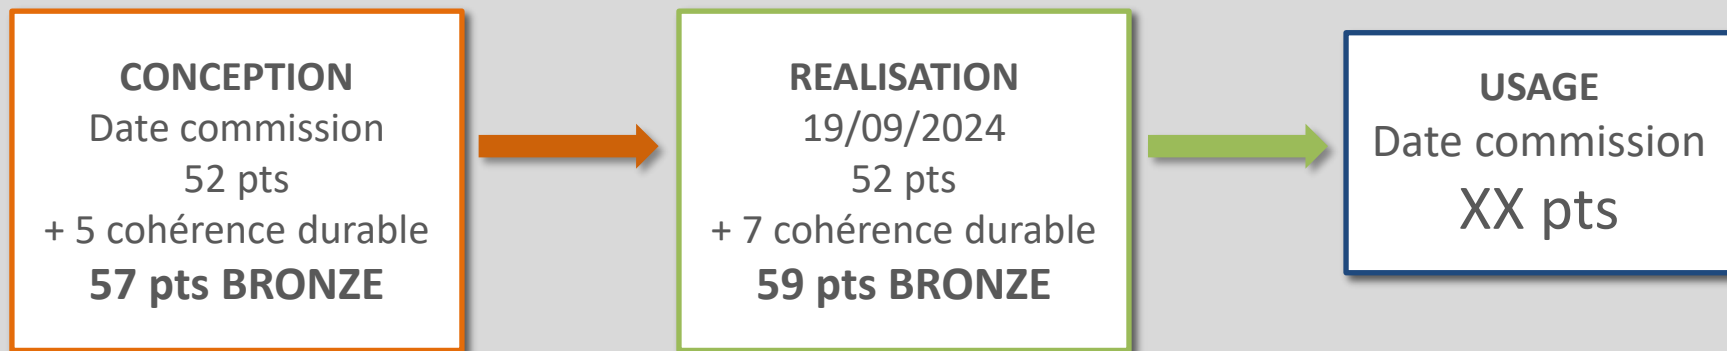 CONCEPTION
Date commission
52 pts
+ 5 cohérence durable
57 pts BRONZE
REALISATION
19/09/2024
52 pts
+ 7 cohérence durable
59 pts BRONZE
USAGE
Date commission
XX pts